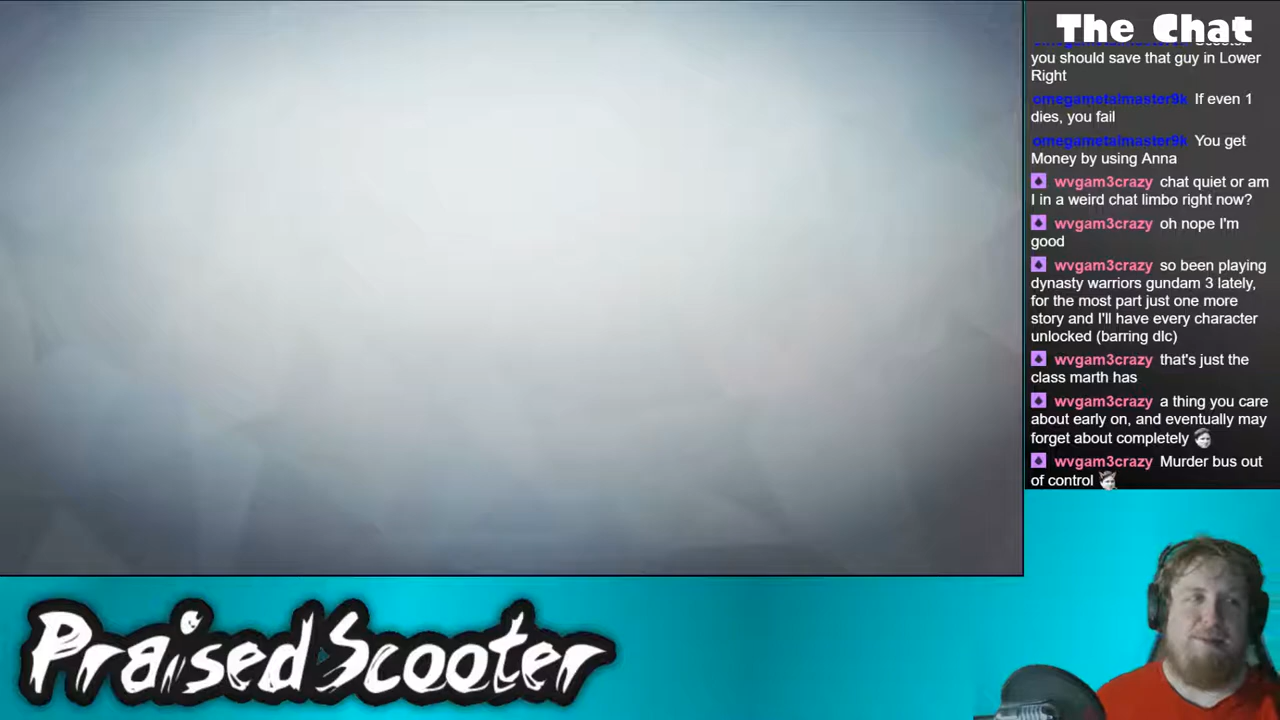 The Chat
you should save that guy in Lower
Right
omegametalmaster9k If even 1
dies, you fail
omegametalmaster9k You get
Money by using Anna
wvgam3crazy chat quiet or am
I in a weird chat limbo right now?
wvgam3crazy oh nope I'm
good
wvgam3crazy so been playing
dynasty warriors gundam 3 lately,
for the most part just one more
story and I'll have every character
unlocked (barring dlc)
wvgam3crazy that's just the
class marth has
wvgam3crazy a thing you care
about early on, and eventually may
forget about completely
wvgam3crazy Murder bus out
of control
PraisedScooter